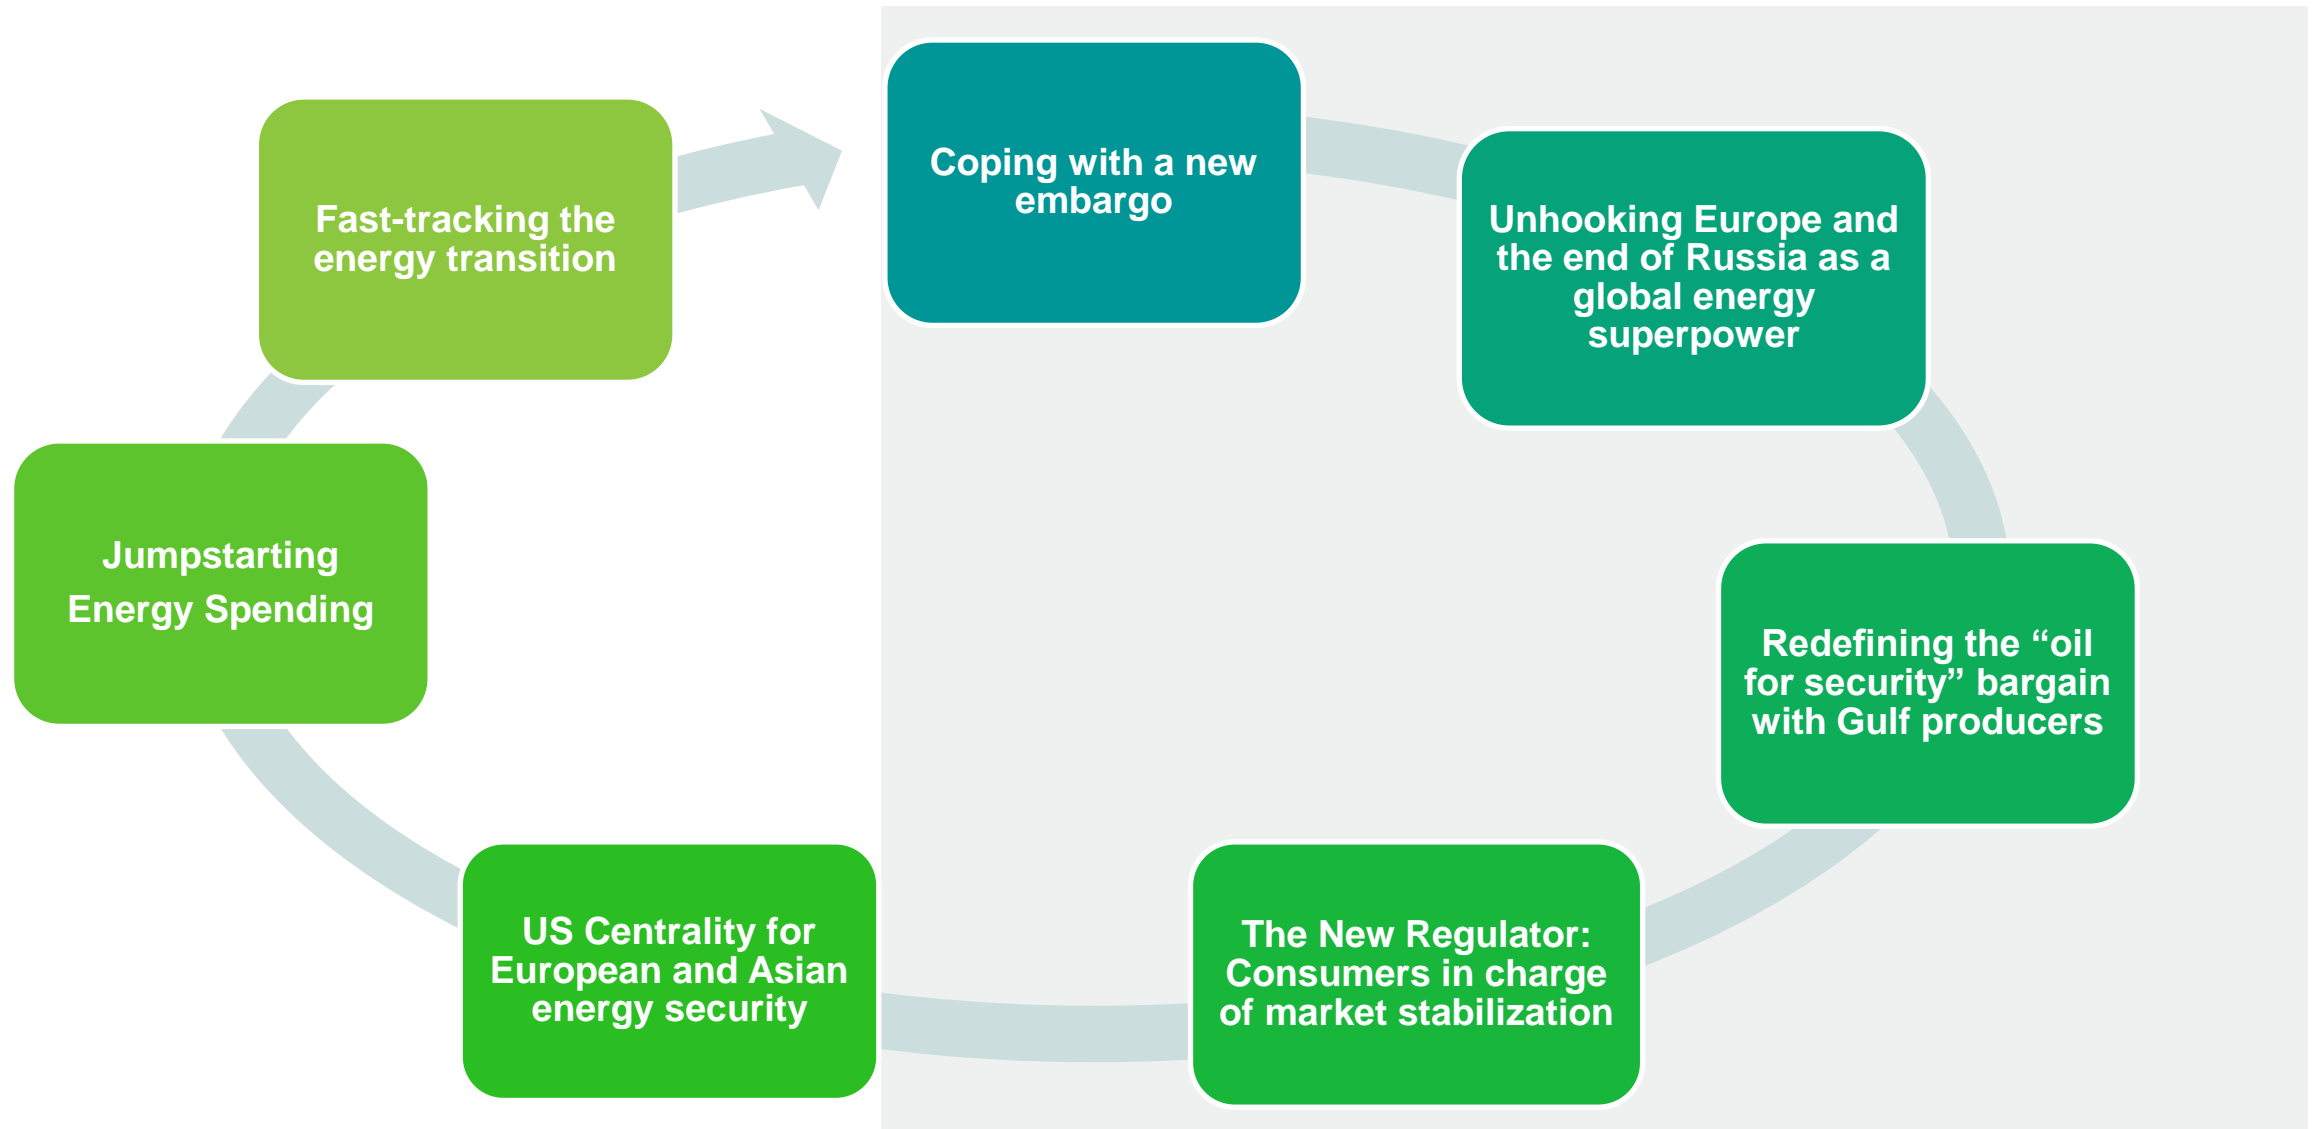 Coping with a new
embargo
Unhooking Europe and
the end of Russia as a
global energy
superpower
Redefining the “oil
for security” bargain
with Gulf producers
The New Regulator:
Consumers in charge
of market stabilization
US Centrality for
European and Asian
energy security
Jumpstarting
Energy Spending
Fast-tracking the
energy transition